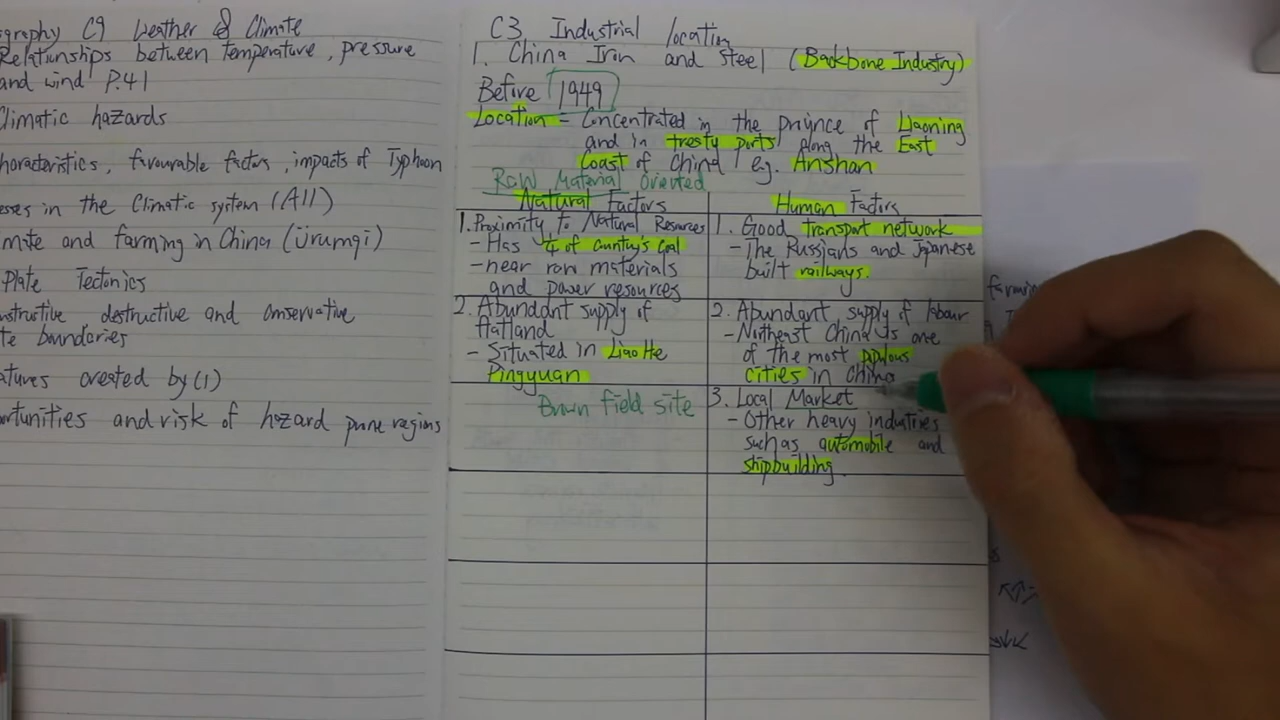 ography C9 Weather & Climate
Relationships between temperature, pressure
and wind P.41
Climatic hazards
haracteristics, favourable factors, impacts of Typhoon
esses in the Climatic system (A11)
mate and farming in China (Ürümqi)
Plate Tectonics
nstructive destructive and conservative
te boundaries
atures created by (1)
ortunities and risk of hazard prone regions
C3 Industrial location
1. China Iron and Steel (Backbone Industry)
Before 1949
Location = Concentrated in the province of Liaoning
and in treaty ports along the East
Coast of China e.g. Anshan
Raw Material Oriented
Natural Factors
1. Proximity to Natural Resources
- Has 1/4 of country's coal
- near raw materials
and power resources
2. Abundant supply of
flatland
- Situated in Liao He
Pingyuan
Brown field site
Human Factors
1. Good transport network
- The Russians and Japanese
built railways.
2. Abundant supply of labour
- Northeast China is one
of the most populous
cities in China
3. Local Market
- Other heavy industries
such as automobile and
shipbuilding.